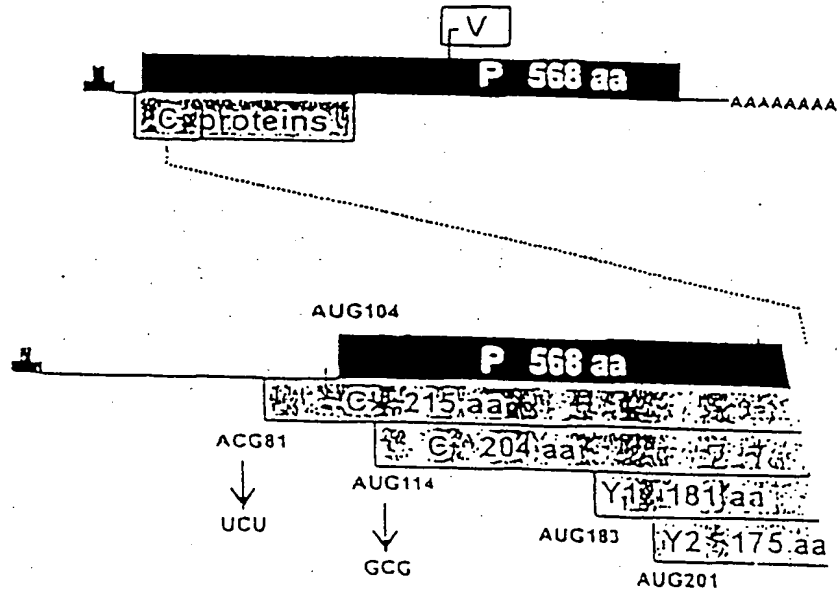 V
P 568 aa
AAAAAAAA
C proteins
AUG104
P 568 aa
215 aa
ACG81
C 204 aa
UCU
AUG114
Y1 181 aa
GCG
AUG183
Y2 175 aa
AUG201